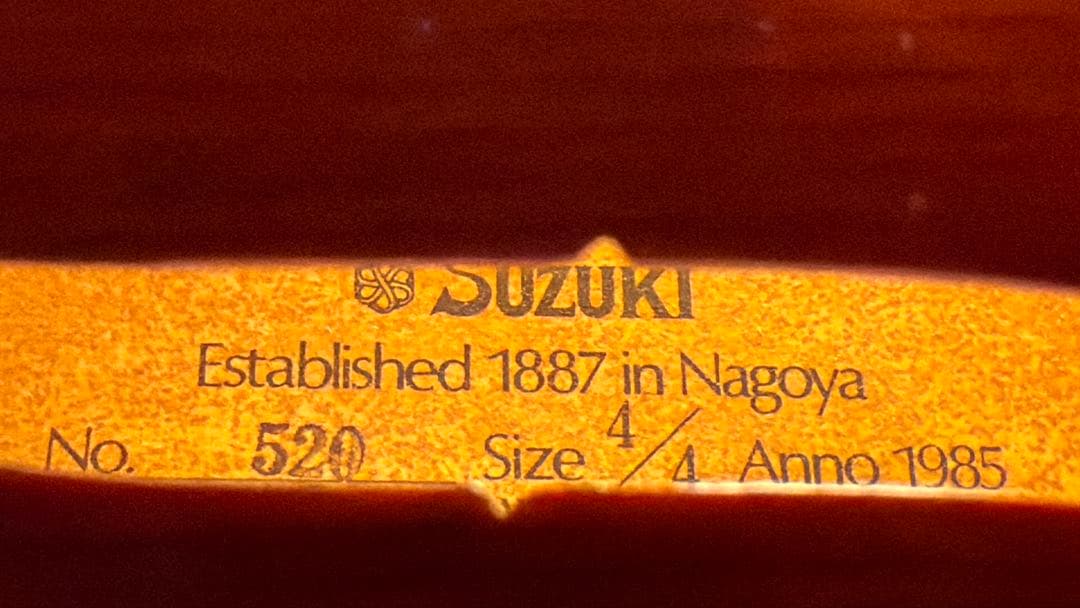 SUZUKI
Established 1887 in Nagoya
No. 520 Size 4/4 Anno 1985